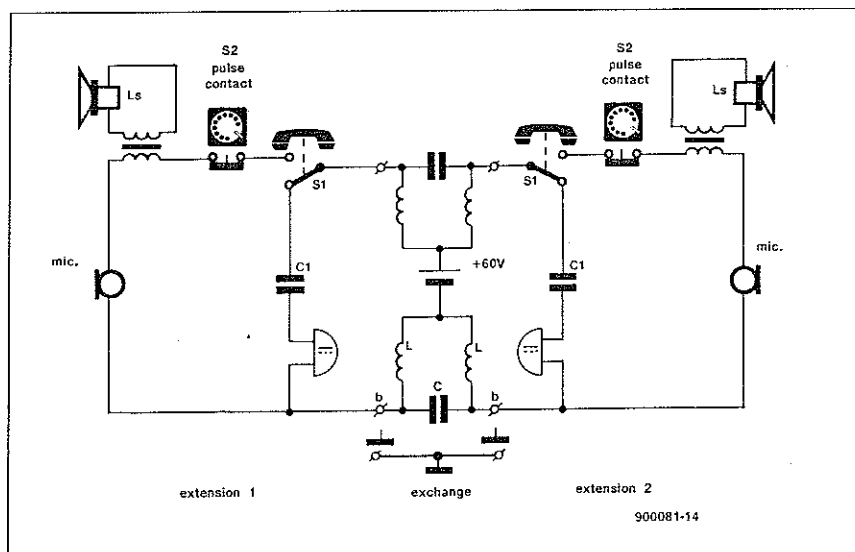 S2
pulse
contact
S2
pulse
contact
Ls
Ls
S1
S1
mic.
C1
+60V
C1
mic.
L
L
C
b
b
extension 1
exchange
extension 2
900081-14